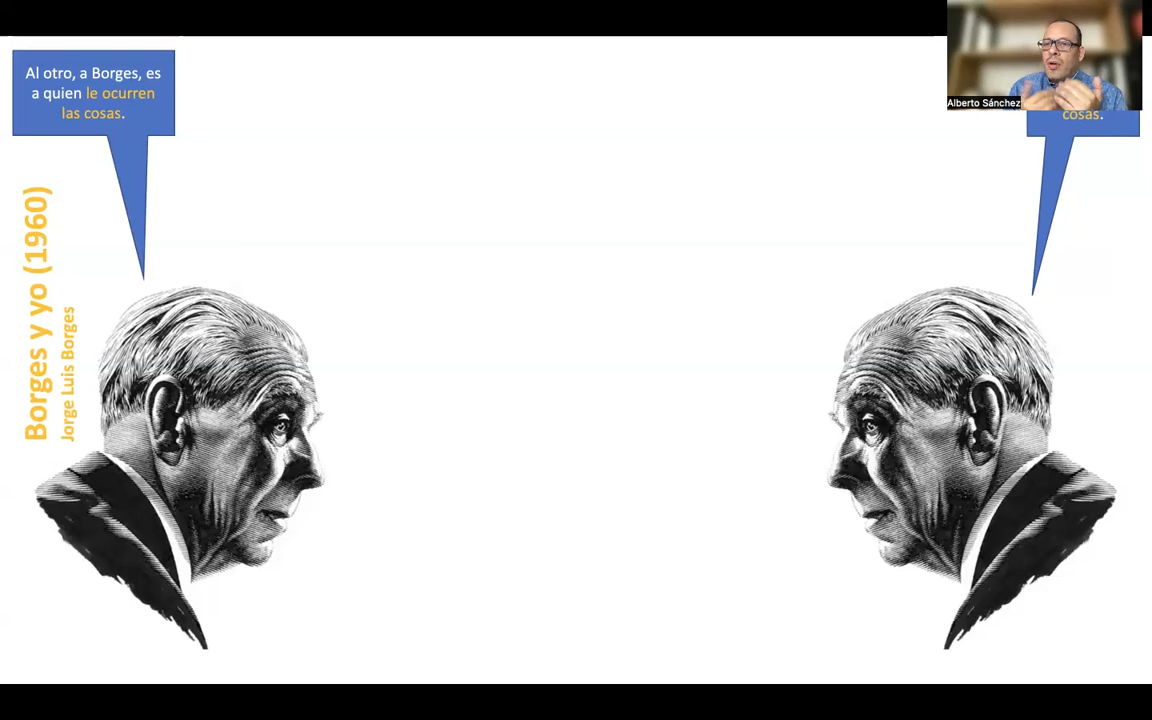 Al otro, a Borges, es
a quien le ocurren
las cosas.
Borges y yo (1960)
Jorge Luis Borges
Alberto Sánchez
cosas.